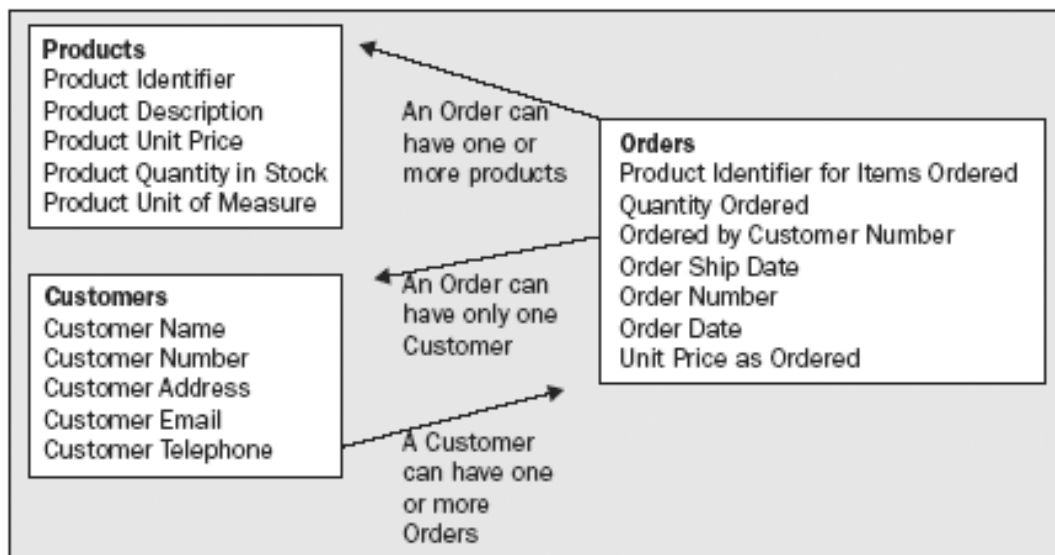 Products
Product Identifier
Product Description
Product Unit Price
Product Quantity in Stock
Product Unit of Measure
An Order can
have one or
more products
Orders
Product Identifier for Items Ordered
Quantity Ordered
Ordered by Customer Number
Order Ship Date
Order Number
Order Date
Unit Price as Ordered
An Order can
have only one
Customer
Customers
Customer Name
Customer Number
Customer Address
Customer Email
Customer Telephone
A Customer
can have one
or more
Orders